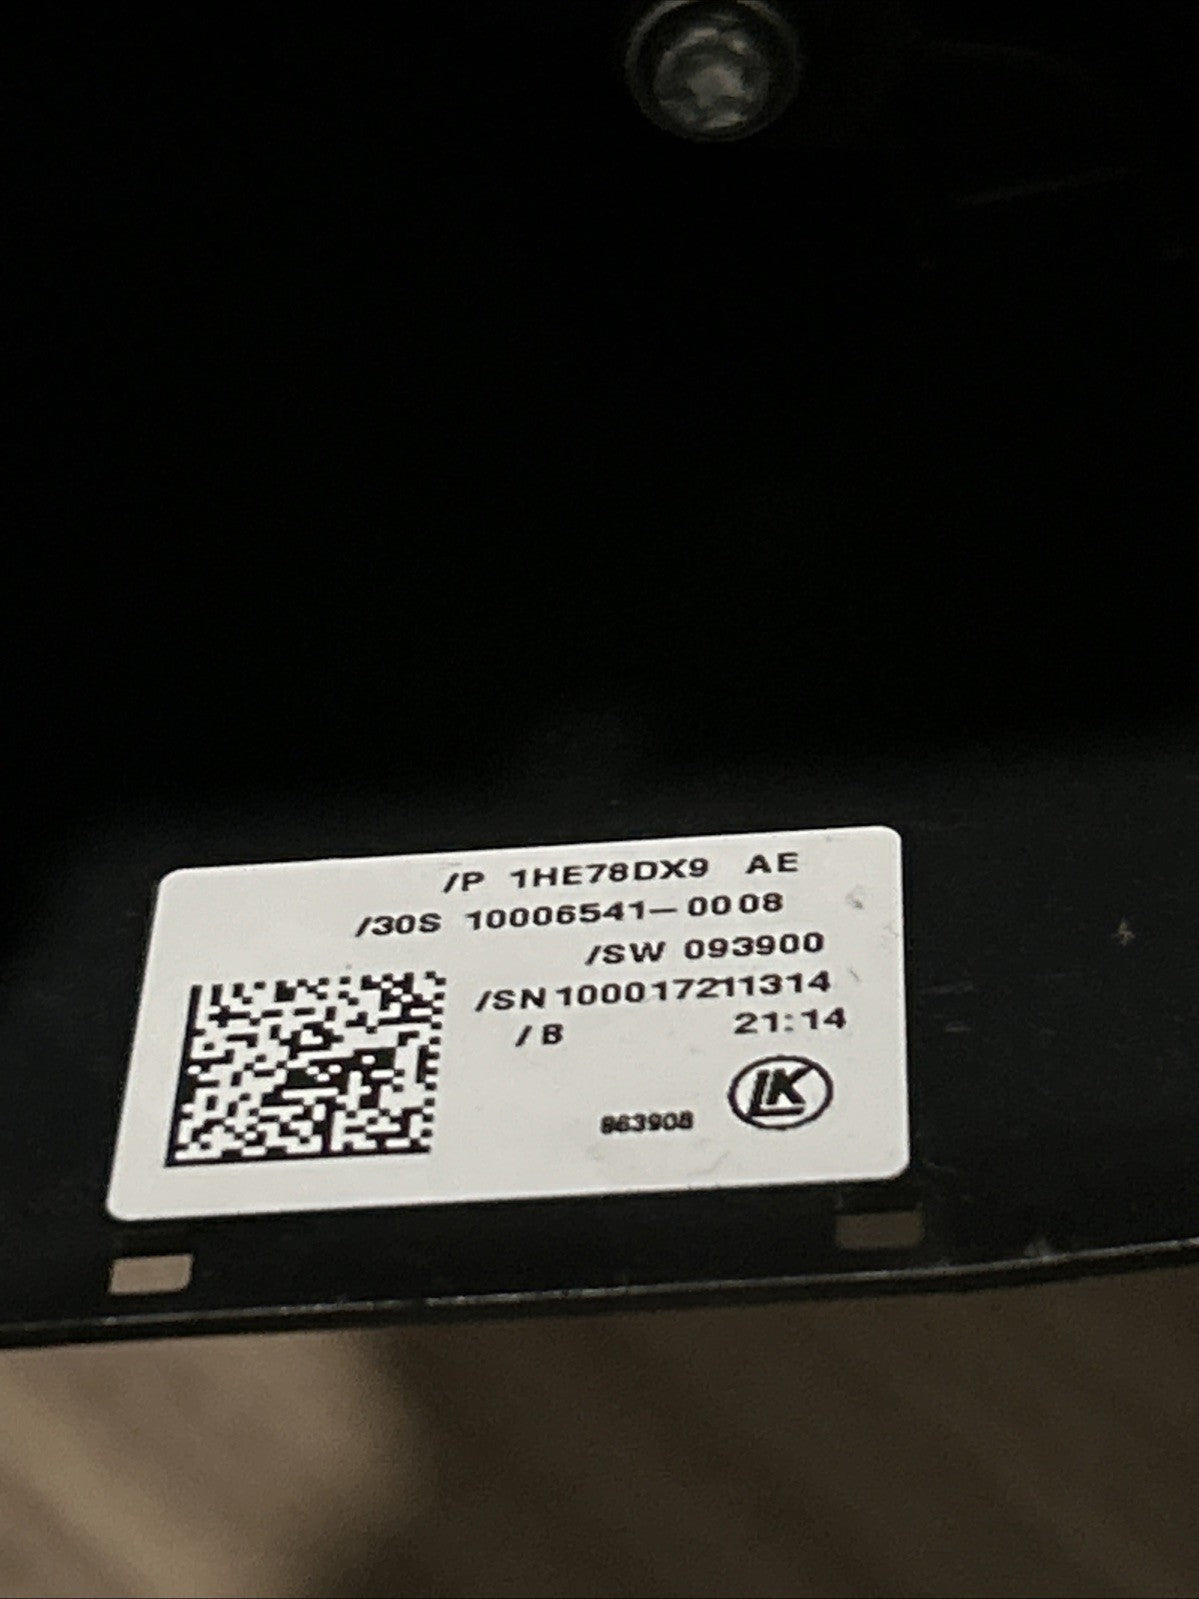 /P 1HE78DX9 AE
/30S 10006541-0008
/SW 093900
/SN 100017211314
/B 21:14
LK
863908